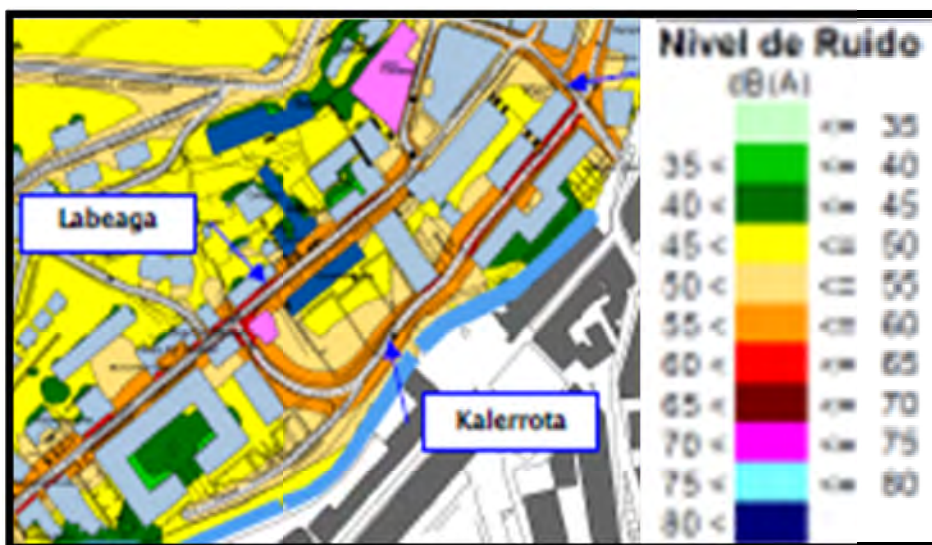 Labeaga
Kalerrota
Nivel de Ruido
dB(A)
<= 35
35 < <= 40
40 < <= 45
45 < <= 50
50 < <= 55
55 < <= 60
60 < <= 65
65 < <= 70
70 < <= 75
75 < <= 80
80 <